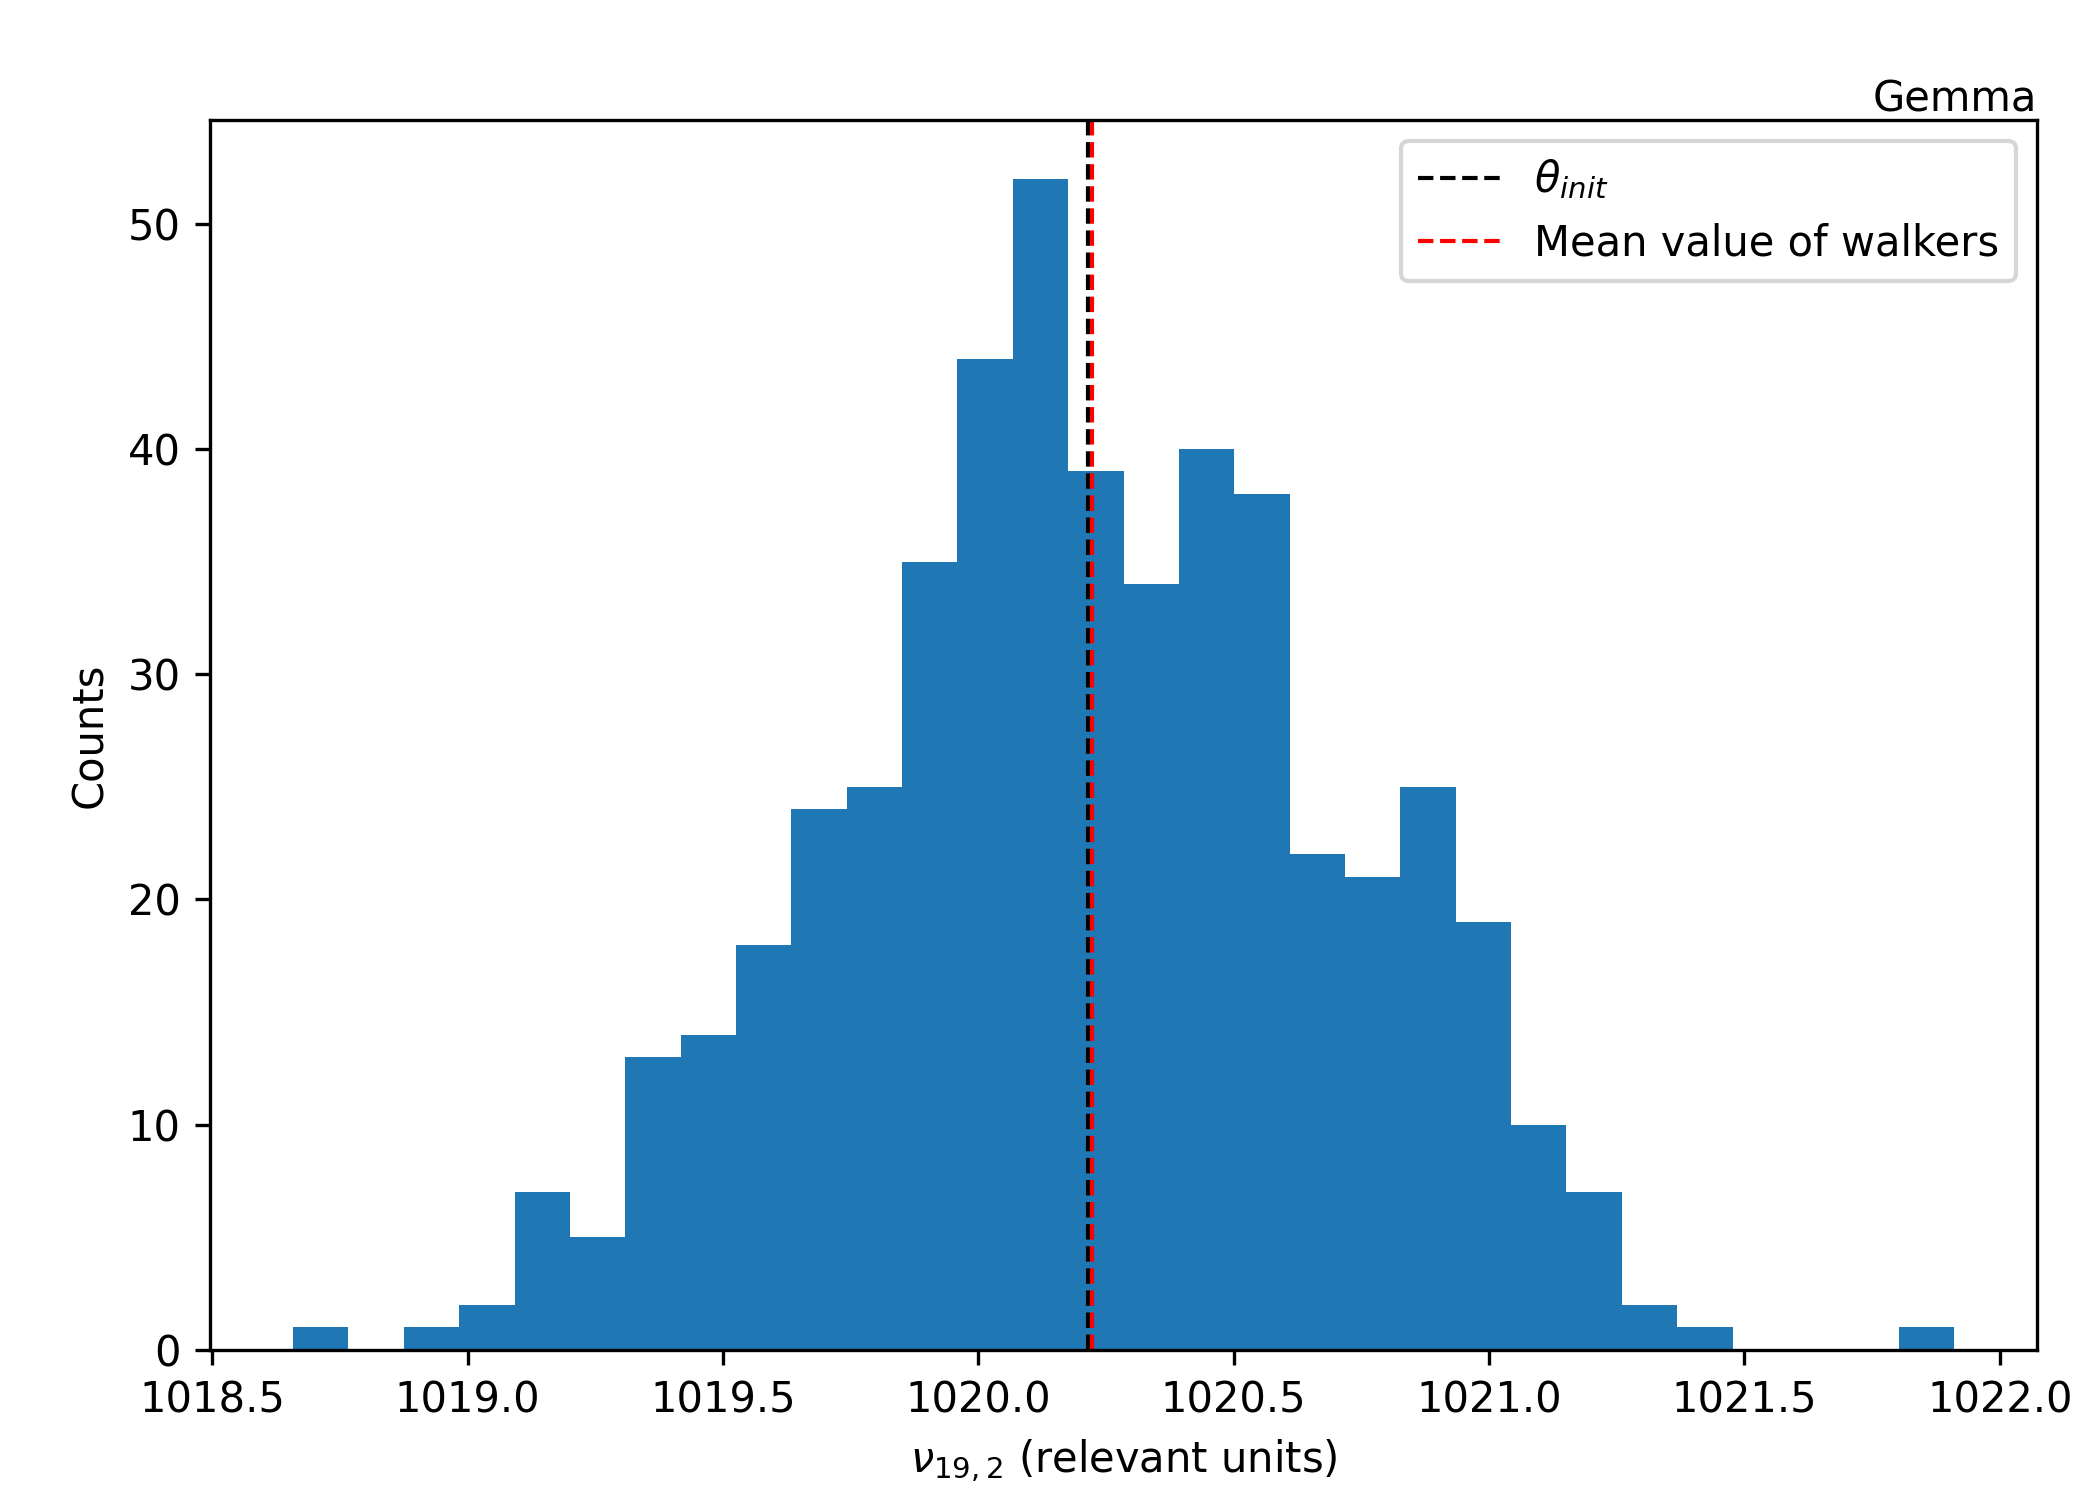 Gemma
θinit
Mean value of walkers
50
40
30
20
10
0
Counts
1018.5 1019.0 1019.5 1020.0 1020.5 1021.0 1021.5 1022.0
ν19, 2 (relevant units)